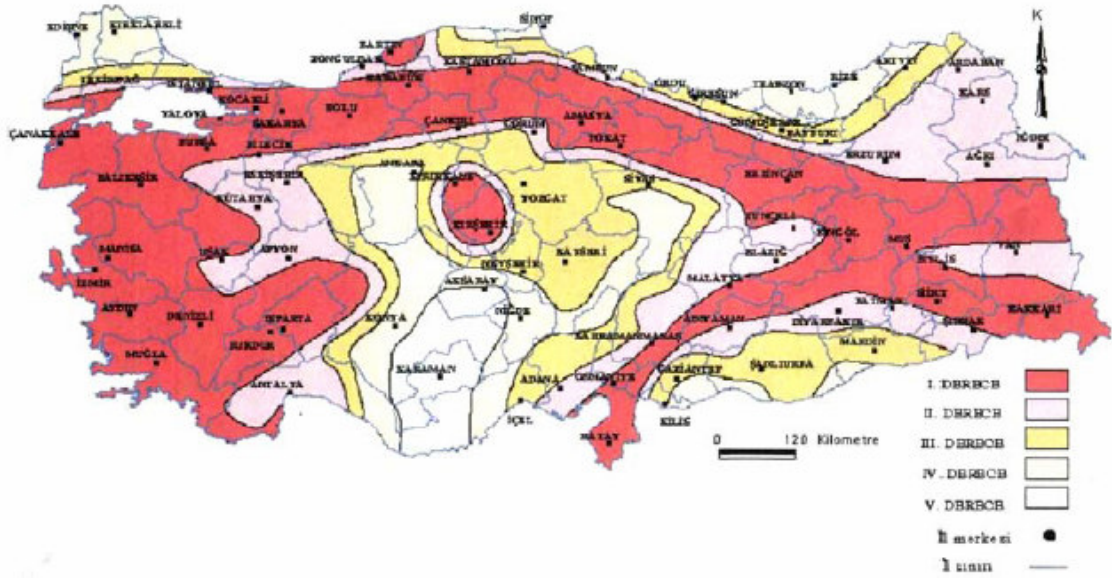 EDİRNE KIRKLARELİ
SİNOP
K
BARTIN
ZONGULDAK
KASTAMONU
KARABÜK
SAMSUN
ARTVİN
ARDAHAN
TEKİRDAĞ
İSTANBUL
ORDU
GİRESUN
TRABZON
RİZE
KARS
KOCAELİ
YALOVA
SAKARYA
BOLU
ÇANKIRI
ÇORUM
AMASYA
TOKAT
GÜMÜŞHANE
BAYBURT
ÇANAKKALE
BURSA
BİLECİK
ERZURUM
IĞDIR
AĞRI
ANKARA
BALIKESİR
ESKİŞEHİR
KIRIKKALE
SİVAS
ERZİNCAN
KÜTAHYA
YOZGAT
KIRŞEHİR
TUNCELİ
BİNGÖL
MUŞ
MANİSA
UŞAK
AFYON
KAYSERİ
ELAZIĞ
BİTLİS
VAN
İZMİR
NEVŞEHİR
AKSARAY
MALATYA
AYDIN
DENİZLİ
ISPARTA
BURDUR
KONYA
NİĞDE
KAHRAMANMARAŞ
ADIYAMAN
DİYARBAKIR
BATMAN
SİİRT
ŞIRNAK
HAKKARİ
MUĞLA
ANTALYA
KARAMAN
ADANA
OSMANİYE
GAZİANTEP
ŞANLIURFA
MARDİN
İÇEL
KİLİS
HATAY
0 120 Kilometre
I. DERECE
II. DERECE
III. DERECE
IV. DERECE
V. DERECE
İl merkezi
İl sınırı